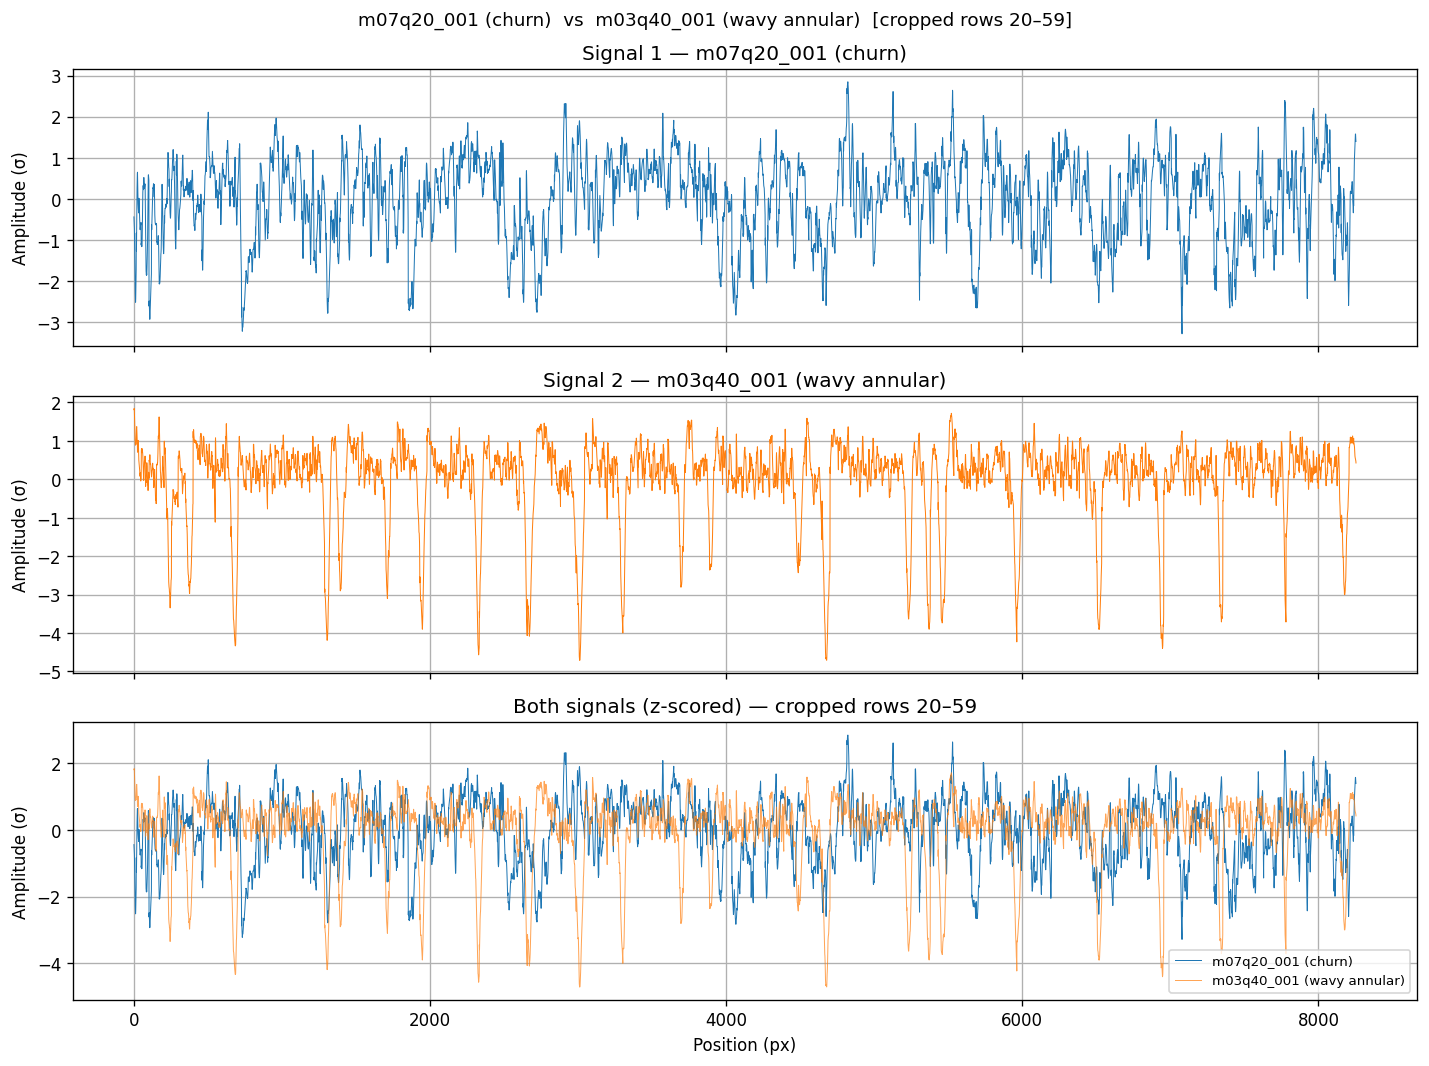 m07q20_001 (churn)  vs  m03q40_001 (wavy annular)  [cropped rows 20–59]
Signal 1 — m07q20_001 (churn)
3
2
1
0
−1
−2
−3
Amplitude (σ)
Signal 2 — m03q40_001 (wavy annular)
2
1
0
−1
−2
−3
−4
−5
Amplitude (σ)
Both signals (z-scored) — cropped rows 20–59
2
0
−2
−4
Amplitude (σ)
m07q20_001 (churn)
m03q40_001 (wavy annular)
0 2000 4000 6000 8000
Position (px)